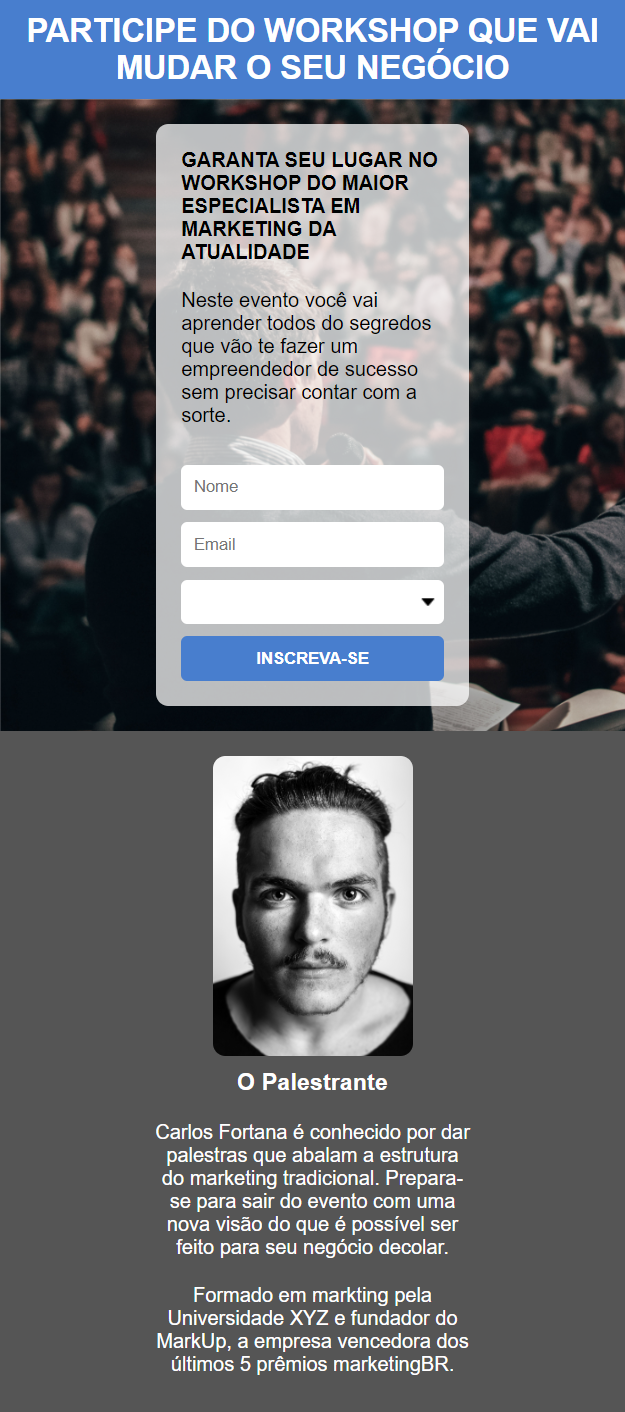 PARTICIPE DO WORKSHOP QUE VAI
MUDAR O SEU NEGÓCIO
GARANTA SEU LUGAR NO
WORKSHOP DO MAIOR
ESPECIALISTA EM
MARKETING DA
ATUALIDADE
Neste evento você vai
aprender todos do segredos
que vão te fazer um
empreendedor de sucesso
sem precisar contar com a
sorte.
Nome
Email
INSCREVA-SE
O Palestrante
Carlos Fortana é conhecido por dar
palestras que abalam a estrutura
do marketing tradicional. Prepara-
se para sair do evento com uma
nova visão do que é possível ser
feito para seu negócio decolar.
Formado em markting pela
Universidade XYZ e fundador do
MarkUp, a empresa vencedora dos
últimos 5 prêmios marketingBR.